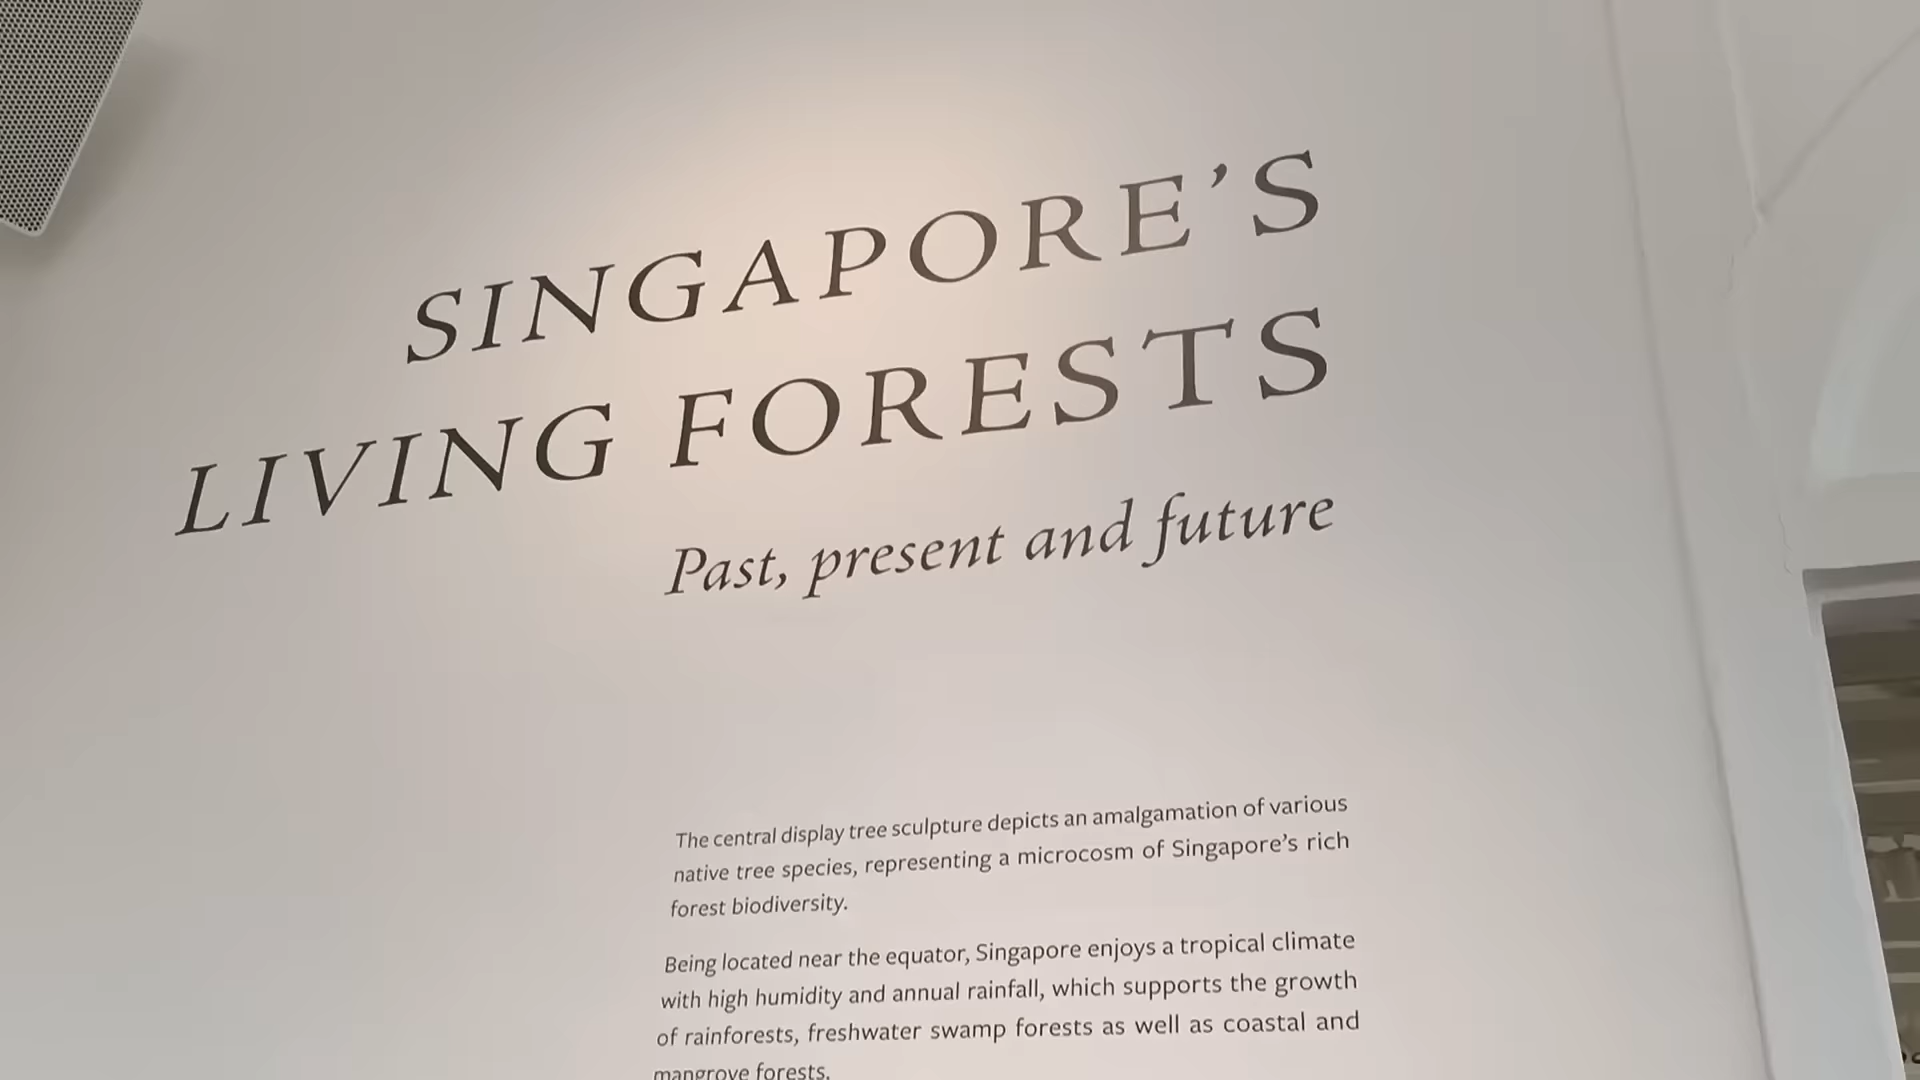 SINGAPORE’S
LIVING FORESTS
Past, present and future
The central display tree sculpture depicts an amalgamation of various
native tree species, representing a microcosm of Singapore’s rich
forest biodiversity.
Being located near the equator, Singapore enjoys a tropical climate
with high humidity and annual rainfall, which supports the growth
of rainforests, freshwater swamp forests as well as coastal and
mangrove forests.